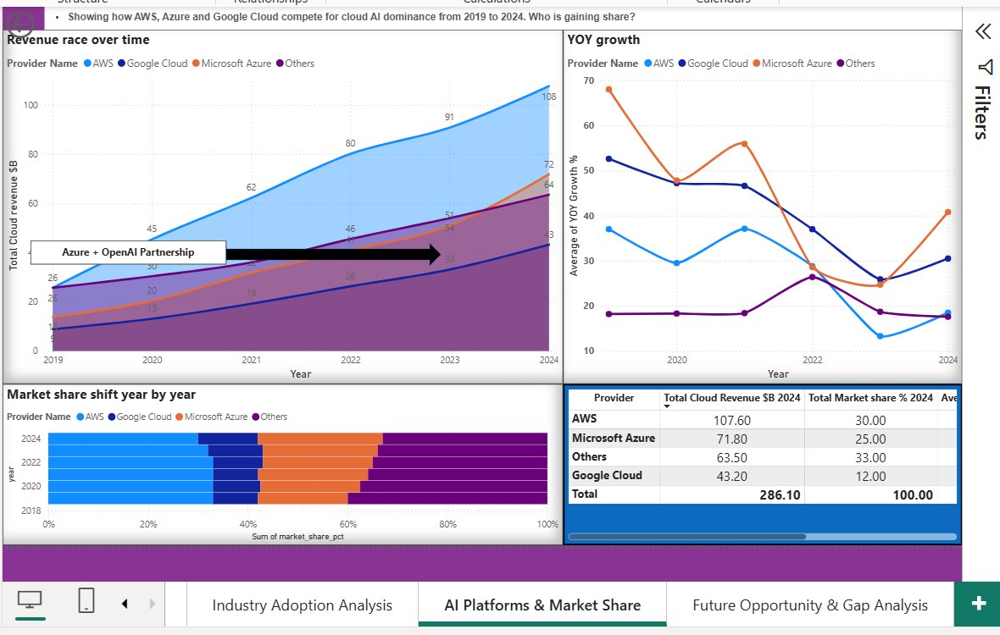 Structure Relationships Calculations Calendars
• Showing how AWS, Azure and Google Cloud compete for cloud AI dominance from 2019 to 2024. Who is gaining share?
Revenue race over time
Provider Name AWS Google Cloud Microsoft Azure Others
Total Cloud revenue $B
100
80
60
20
0
108
91
80
62
45
26
72
64
51
54
46
43
33
30
26
20
19
13
26
Azure + OpenAI Partnership
2019 2020 2021 2022 2023 2024
Year
YOY growth
Provider Name AWS Google Cloud Microsoft Azure Others
Average of YOY Growth %
70
60
50
40
30
20
10
2020 2022 2024
Year
Filters
Market share shift year by year
Provider Name AWS Google Cloud Microsoft Azure Others
year
2024
2022
2020
2018
0% 20% 40% 60% 80% 100%
Sum of market_share_pct
Provider Total Cloud Revenue $B 2024 Total Market share % 2024 Ave
AWS 107.60 30.00
Microsoft Azure 71.80 25.00
Others 63.50 33.00
Google Cloud 43.20 12.00
Total 286.10 100.00
Industry Adoption Analysis AI Platforms & Market Share Future Opportunity & Gap Analysis +